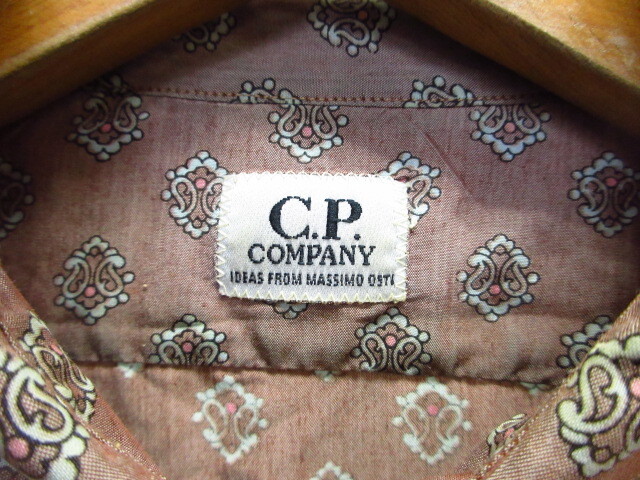 C.P.
COMPANY
IDEAS FROM MASSIMO OSTI